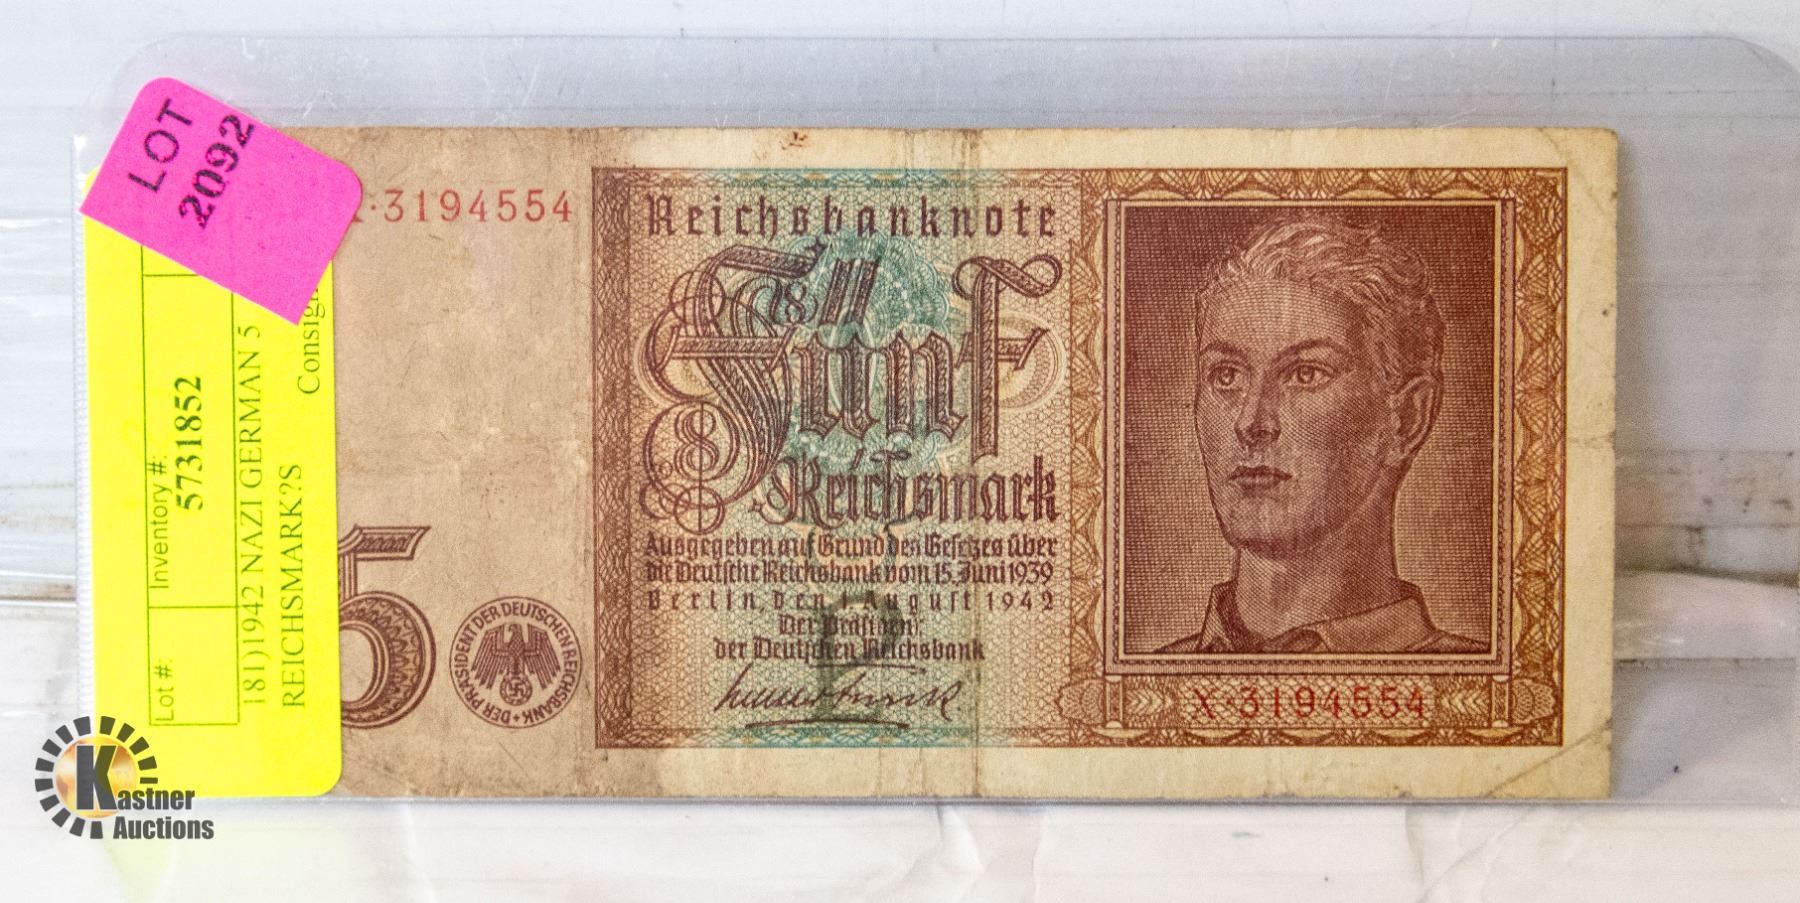 LOT
2092
Lot #:
Inventory #:
5731852
181)1942 NAZI GERMAN 5
REICHSMARK?S
Consign
·3194554
5
DER PRÄSIDENT DER DEUTSCHEN REICHSBANK
Reichsbanknote
Fünf
Reichsmark
Ausgegeben auf Grund des Gesetzes über
die Deutsche Reichsbank vom 15. Juni 1939
Berlin, den 1. August 1942
Der Präsident
der Deutschen Reichsbank
X·3194554
Kastner
Auctions